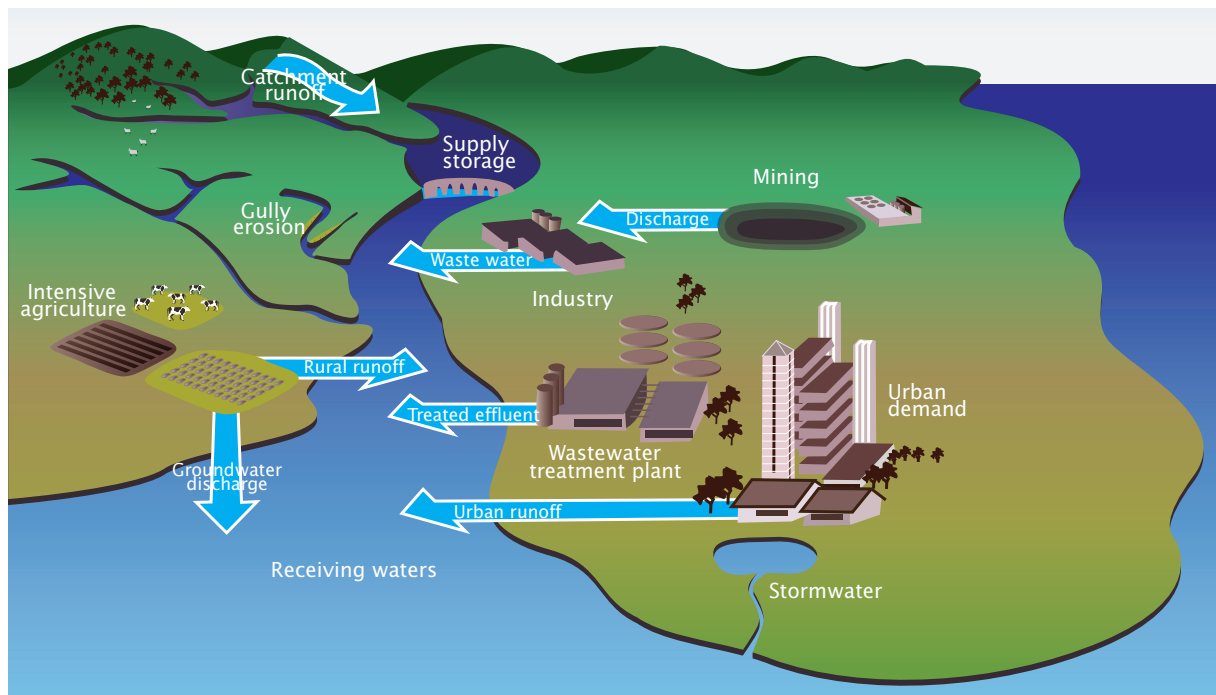 Catchment
runoff
Supply
storage
Mining
Discharge
Gully
erosion
Waste water
Intensive
agriculture
Industry
Rural runoff
Urban
demand
Treated effluent
Wastewater
treatment plant
Groundwater
discharge
Urban runoff
Receiving waters
Stormwater